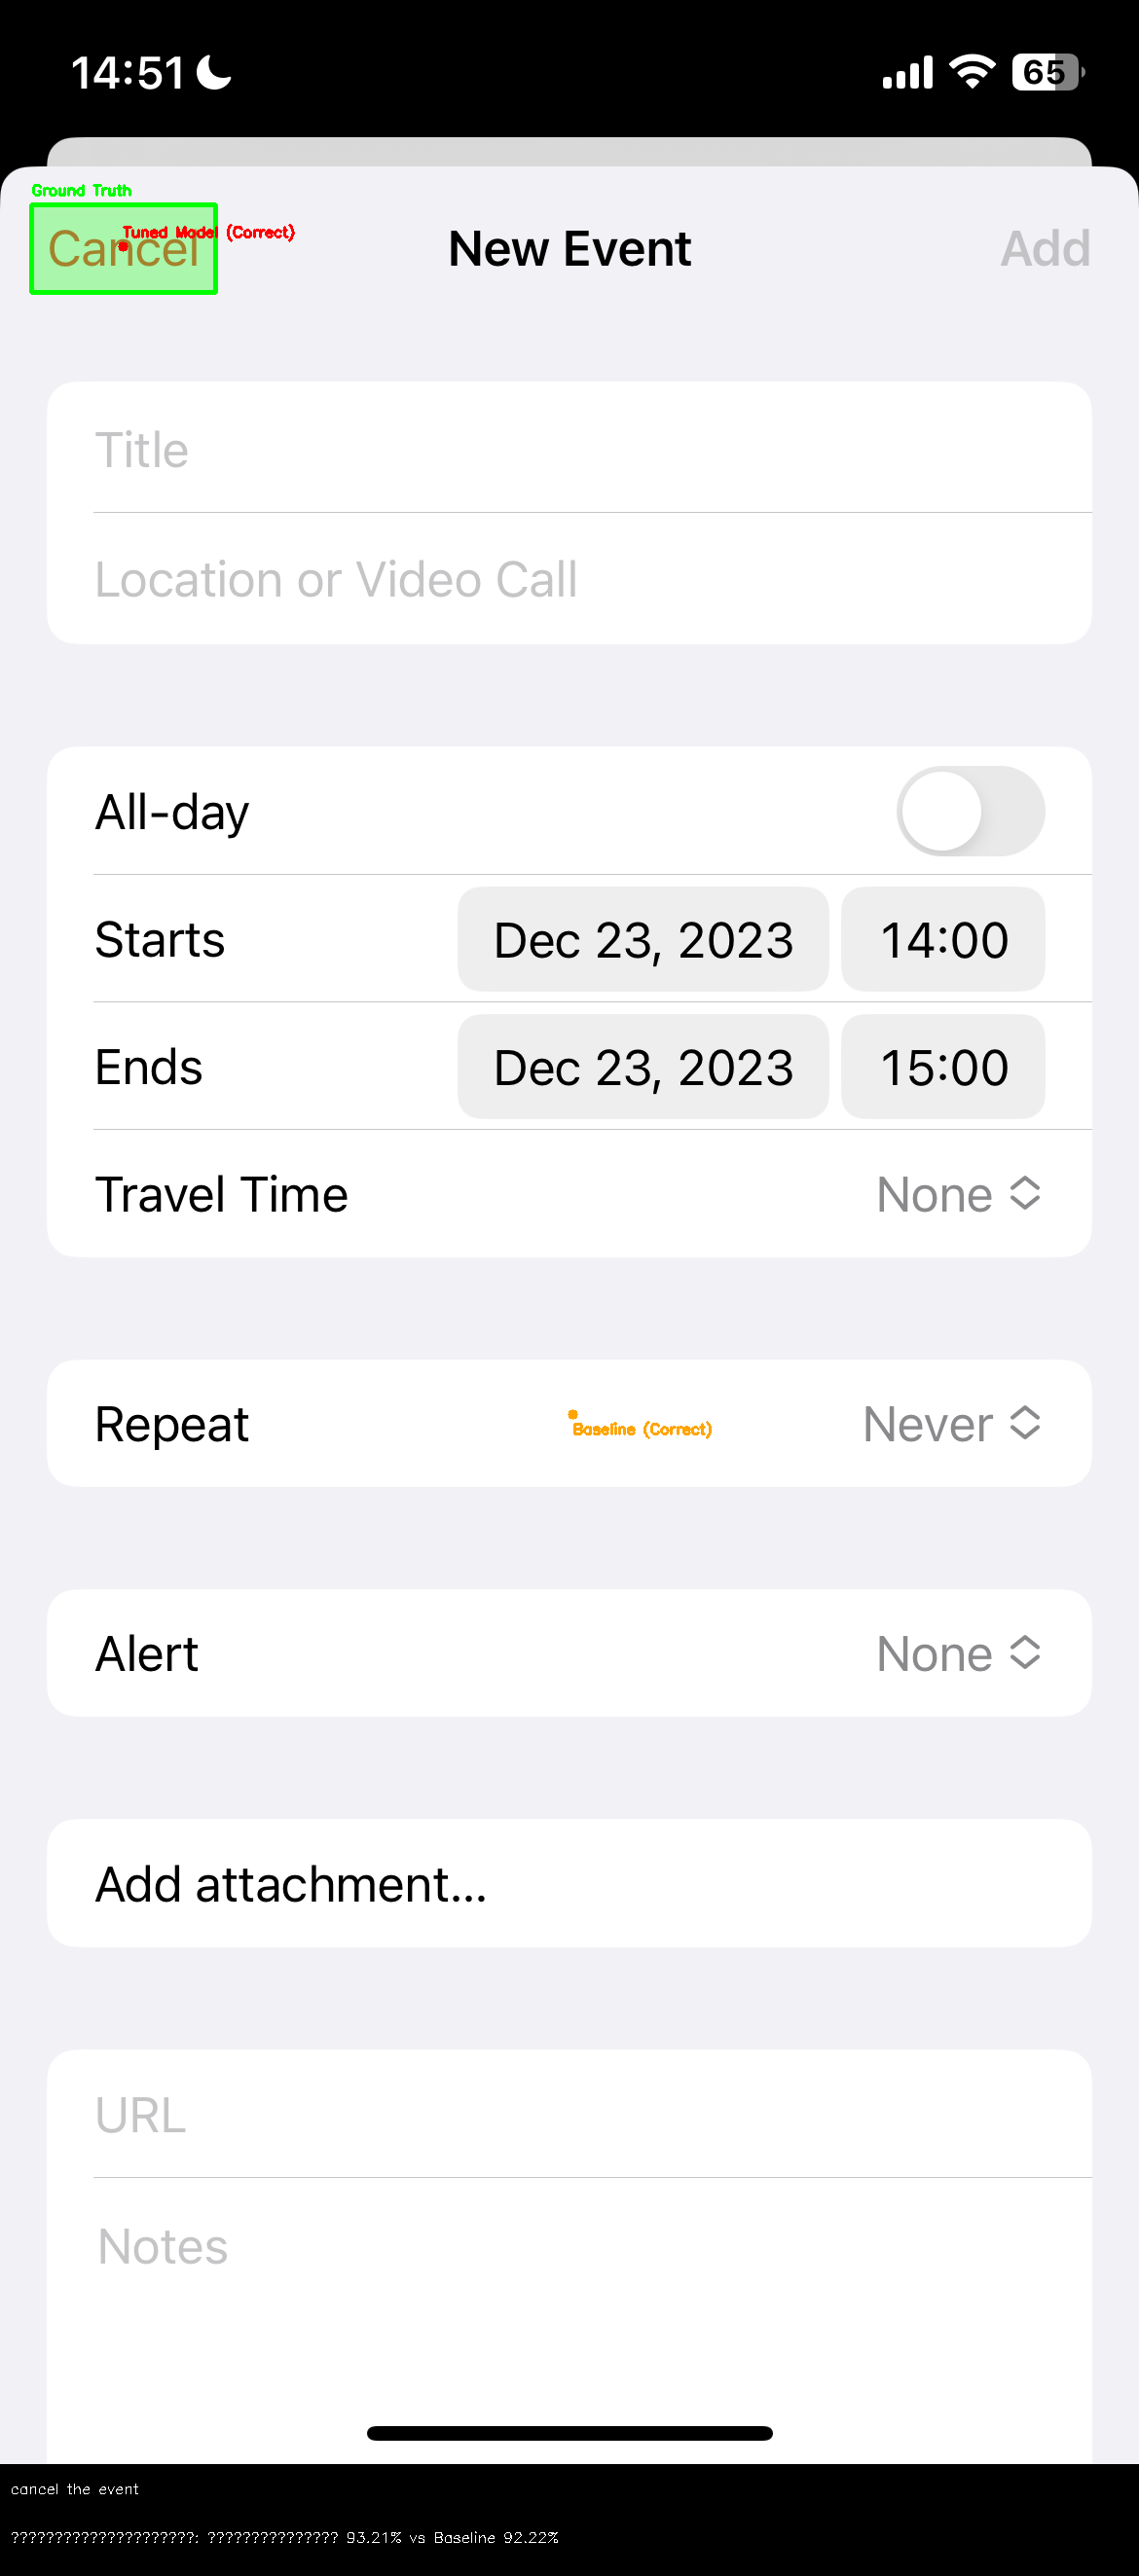 14:51
65
Ground Truth
Tuned Model (Correct)
Cancel New Event Add
Title
Location or Video Call
All-day
Starts Dec 23, 2023 14:00
Ends Dec 23, 2023 15:00
Travel Time None
Repeat Never
Baseline (Correct)
Alert None
Add attachment...
URL
Notes
cancel the event
?????????????????????: ??????????????? 93.21% vs Baseline 92.22%